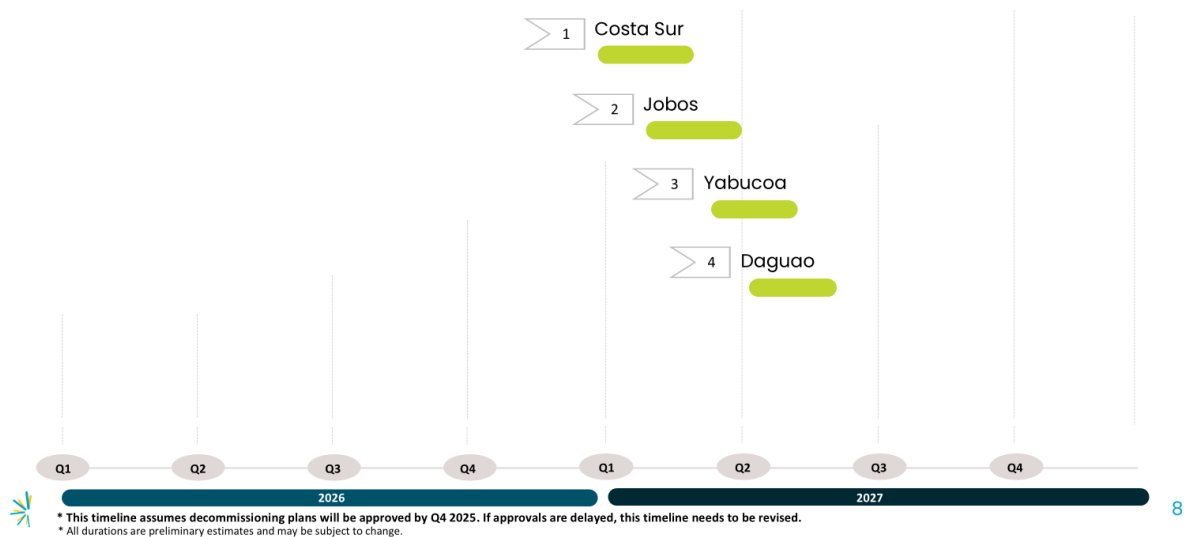 1 Costa Sur
2 Jobos
3 Yabucoa
4 Daguao
Q1 Q2 Q3 Q4 Q1 Q2 Q3 Q4
2026 2027
* This timeline assumes decommissioning plans will be approved by Q4 2025. If approvals are delayed, this timeline needs to be revised.
* All durations are preliminary estimates and may be subject to change.
8